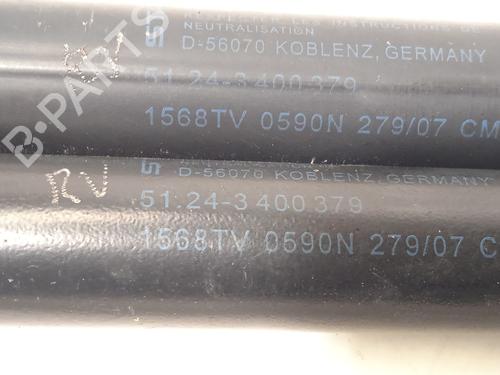 NEUTRALISATION
D-56070 KOBLENZ, GERMANY
51.24-3 400 379
1568TV 0590N 279/07 CM
RV
D-56070 KOBLENZ, GERMANY
51.24-3 400 379
1568TV 0590N 279/07 C
B-PARTS